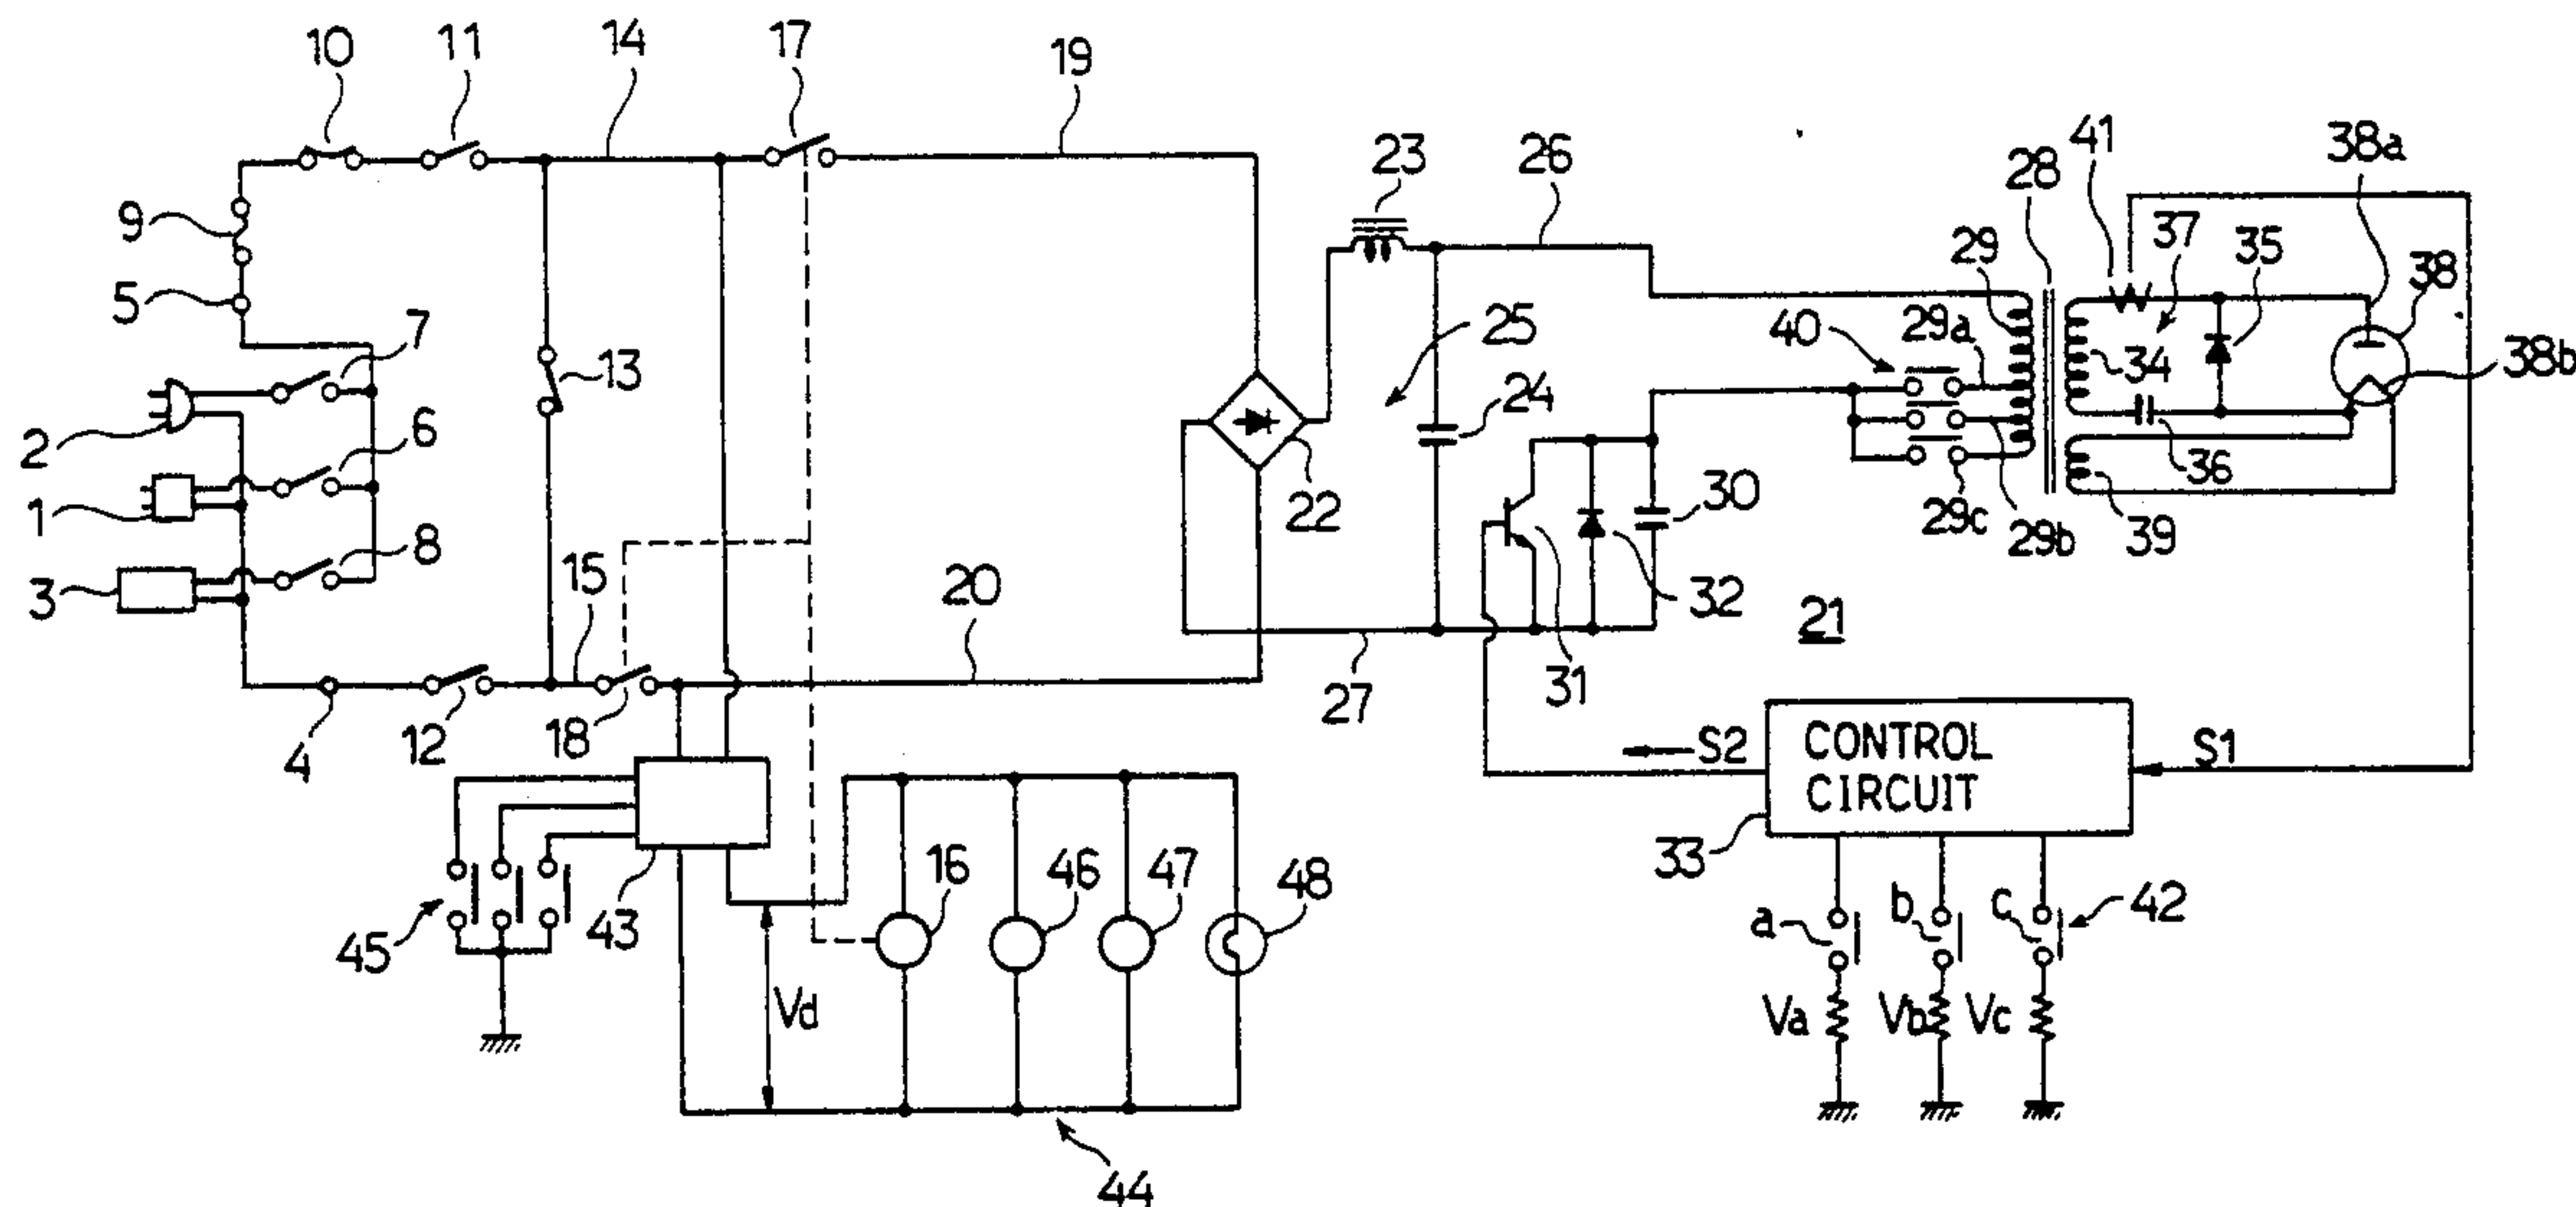 10 11 14 17 19
23 26 28 41 38a
9 29 37 35 38
5 7 13 25 40 29a 34 38b
2 6 24 36
1 22 30 29c 29b 39
3 8 15 20 32 21
4 12 18 27 31
S2 CONTROL S1
CIRCUIT
33
45 43 16 46 47 48 a b c 42
Vd Va Vb Vc
44